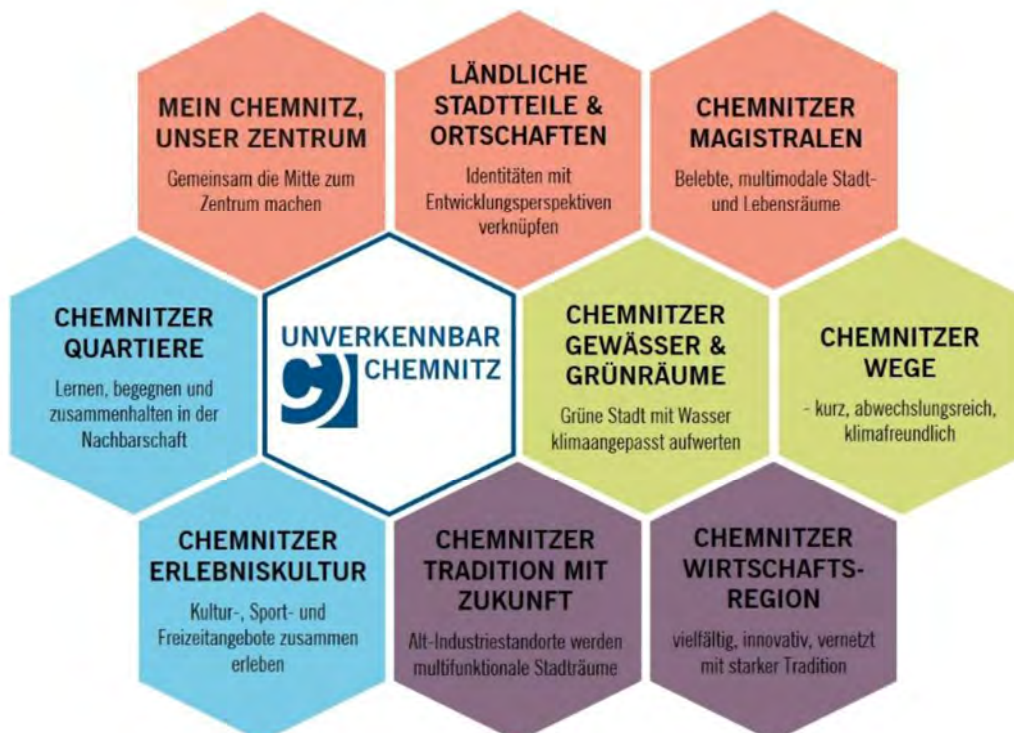 MEIN CHEMNITZ,
UNSER ZENTRUM
Gemeinsam die Mitte zum
Zentrum machen
LÄNDLICHE
STADTTEILE &
ORTSCHAFTEN
Identitäten mit
Entwicklungsperspektiven
verknüpfen
CHEMNITZER
MAGISTRALEN
Belebte, multimodale Stadt-
und Lebensräume
CHEMNITZER
QUARTIERE
Lernen, begegnen und
zusammenhalten in der
Nachbarschaft
UNVERKENNBAR
CHEMNITZ
CHEMNITZER
GEWÄSSER &
GRÜNRÄUME
Grüne Stadt mit Wasser
klimaangepasst aufwerten
CHEMNITZER
WEGE
- kurz, abwechslungsreich,
klimafreundlich
CHEMNITZER
ERLEBNISKULTUR
Kultur-, Sport- und
Freizeitangebote zusammen
erleben
CHEMNITZER
TRADITION MIT
ZUKUNFT
Alt-Industriestandorte werden
multifunktionale Stadträume
CHEMNITZER
WIRTSCHAFTS-
REGION
vielfältig, innovativ, vernetzt
mit starker Tradition